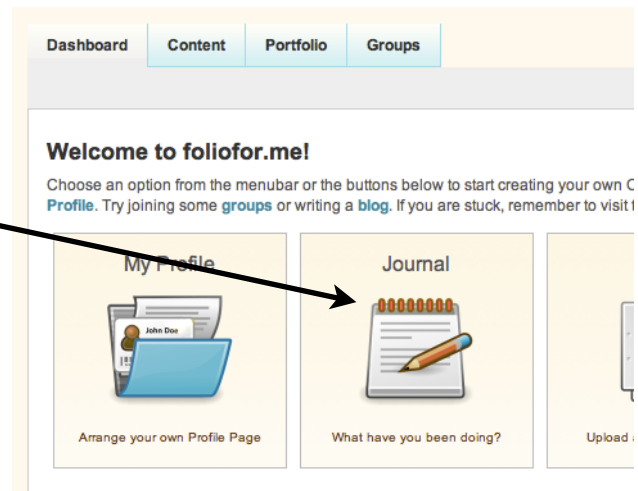 Dashboard Content Portfolio Groups
Welcome to foliofor.me!
Choose an option from the menubar or the buttons below to start creating your own
Profile. Try joining some groups or writing a blog. If you are stuck, remember to visit
My Profile
Journal
John Doe
Arrange your own Profile Page
What have you been doing?
Upload